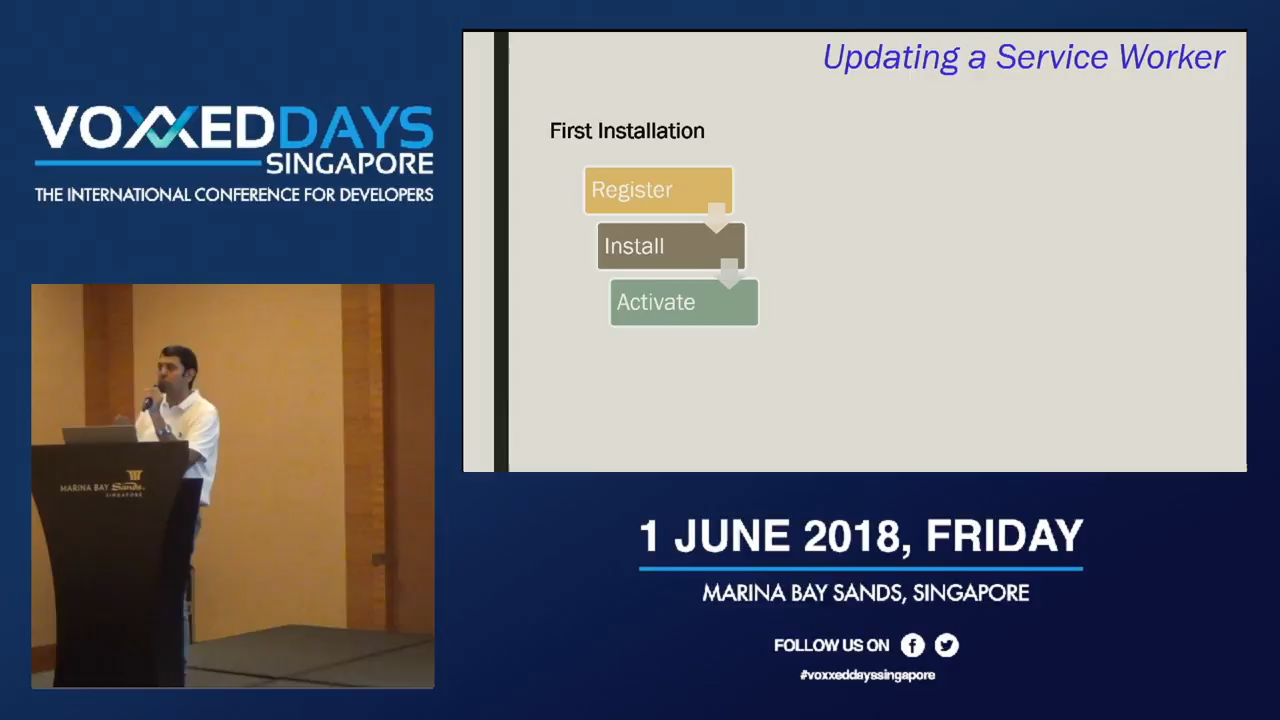 VOXXEDDAYS
SINGAPORE
THE INTERNATIONAL CONFERENCE FOR DEVELOPERS
MARINA BAY Sands
SINGAPORE
Updating a Service Worker
First Installation
Register
Install
Activate
1 JUNE 2018, FRIDAY
MARINA BAY SANDS, SINGAPORE
FOLLOW US ON
#voxxeddayssingapore